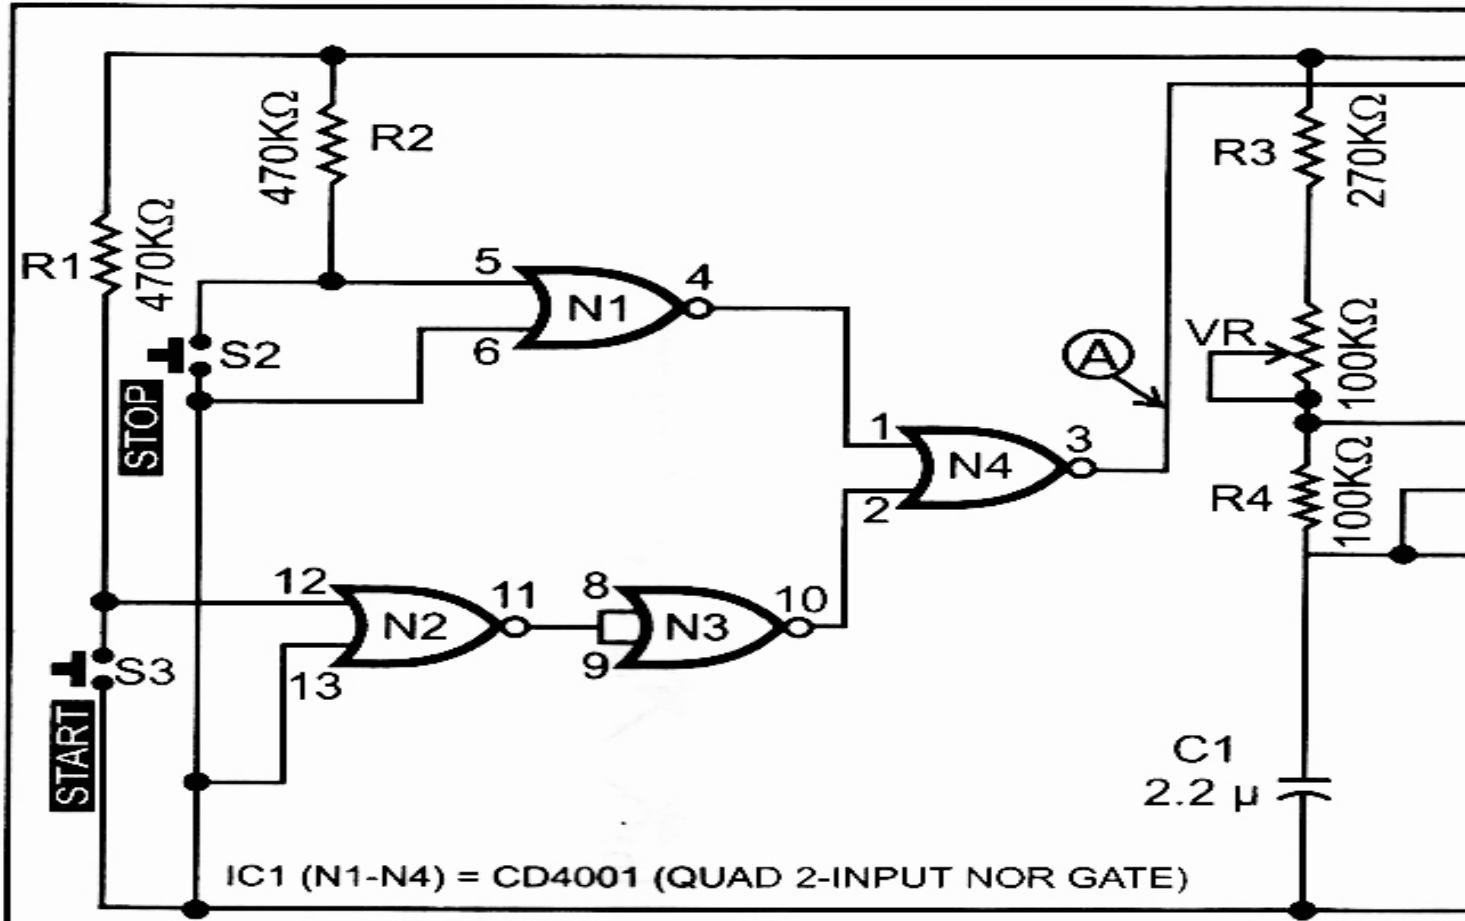 R2
470KΩ
R3
270KΩ
R1
470KΩ
5
4
N1
6
S2
STOP
VR
100KΩ
A
1
3
N4
2
R4
100KΩ
12
11
8
10
N2
N3
13
9
S3
START
C1
2.2 µ
IC1 (N1-N4) = CD4001 (QUAD 2-INPUT NOR GATE)